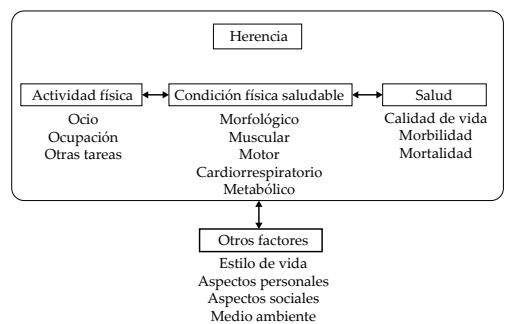 Herencia
Actividad física
Ocio
Ocupación
Otras tareas
Condición física saludable
Morfológico
Muscular
Motor
Cardiorrespiratorio
Metabólico
Salud
Calidad de vida
Morbilidad
Mortalidad
Otros factores
Estilo de vida
Aspectos personales
Aspectos sociales
Medio ambiente